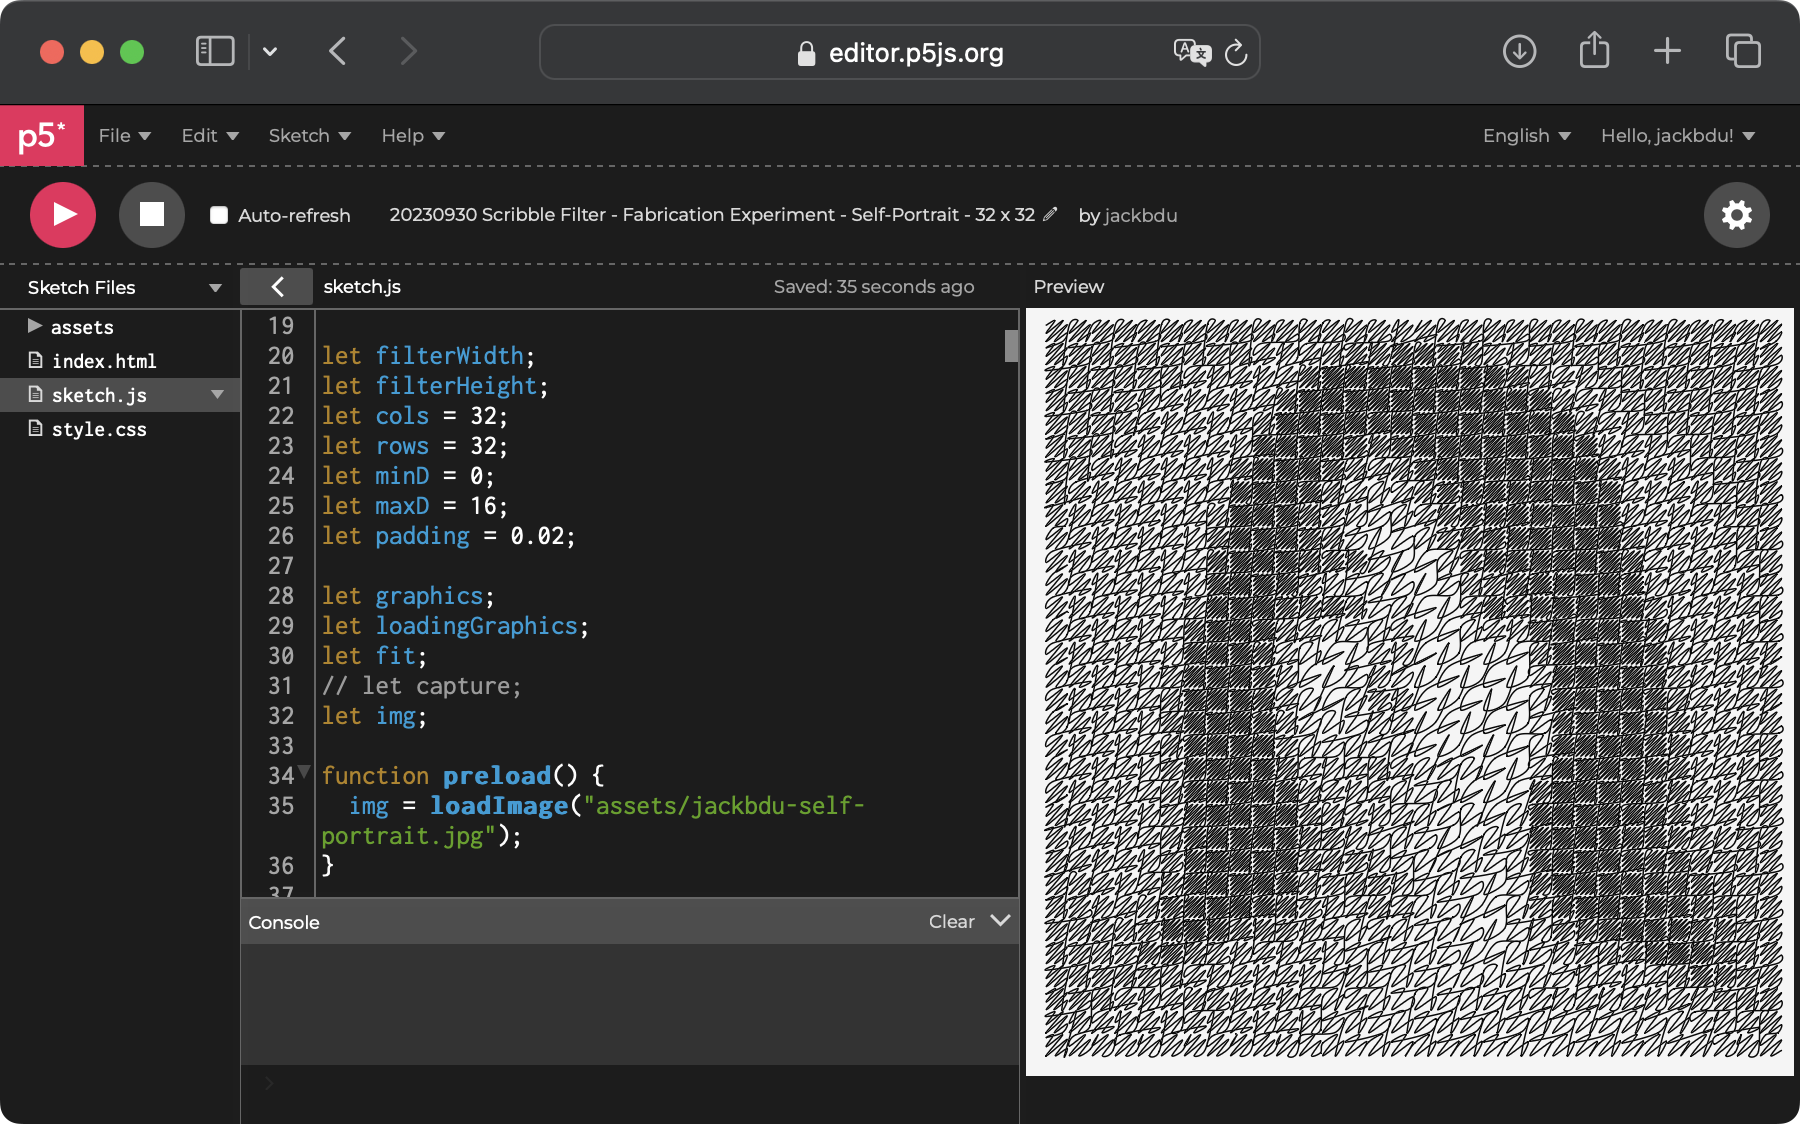 editor.p5js.org
p5*
File
Edit
Sketch
Help
English
Hello, jackbdu!
Auto-refresh
20230930 Scribble Filter - Fabrication Experiment - Self-Portrait - 32 x 32
by jackbdu
Sketch Files
sketch.js
Saved: 35 seconds ago
Preview
assets
index.html
sketch.js
style.css
19
20 let filterWidth;
21 let filterHeight;
22 let cols = 32;
23 let rows = 32;
24 let minD = 0;
25 let maxD = 16;
26 let padding = 0.02;
27
28 let graphics;
29 let loadingGraphics;
30 let fit;
31 // let capture;
32 let img;
33
34 function preload() {
35 img = loadImage("assets/jackbdu-self-
portrait.jpg");
36 }
37
Console
Clear
>